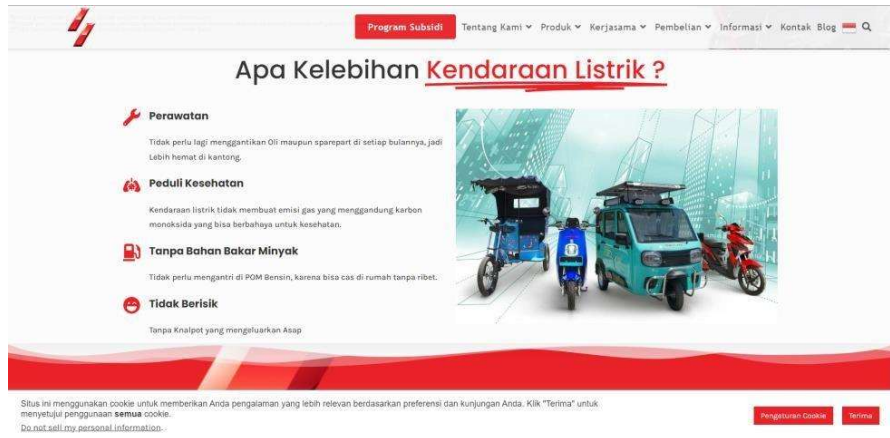 Program Subsidi Tentang Kami Produk Kerjasama Pembelian Informasi Kontak Blog
Apa Kelebihan Kendaraan Listrik ?
Perawatan
Tidak perlu lagi menggantikan Oli maupun sparepart di setiap bulannya, jadi
Lebih hemat di kantong.
Peduli Kesehatan
Kendaraan listrik tidak membuat emisi gas yang menggandung karbon
monoksida yang bisa berbahaya untuk kesehatan.
Tanpa Bahan Bakar Minyak
Tidak perlu mengantri di POM Bensin, karena bisa cas di rumah tanpa ribet.
Tidak Berisik
Tanpa Knalpot yang mengeluarkan Asap
Situs ini menggunakan cookie untuk memberikan Anda pengalaman yang lebih relevan berdasarkan preferensi dan kunjungan Anda. Klik "Terima" untuk
menyetujui penggunaan semua cookie.
Do not sell my personal information.
Pengaturan Cookie Terima